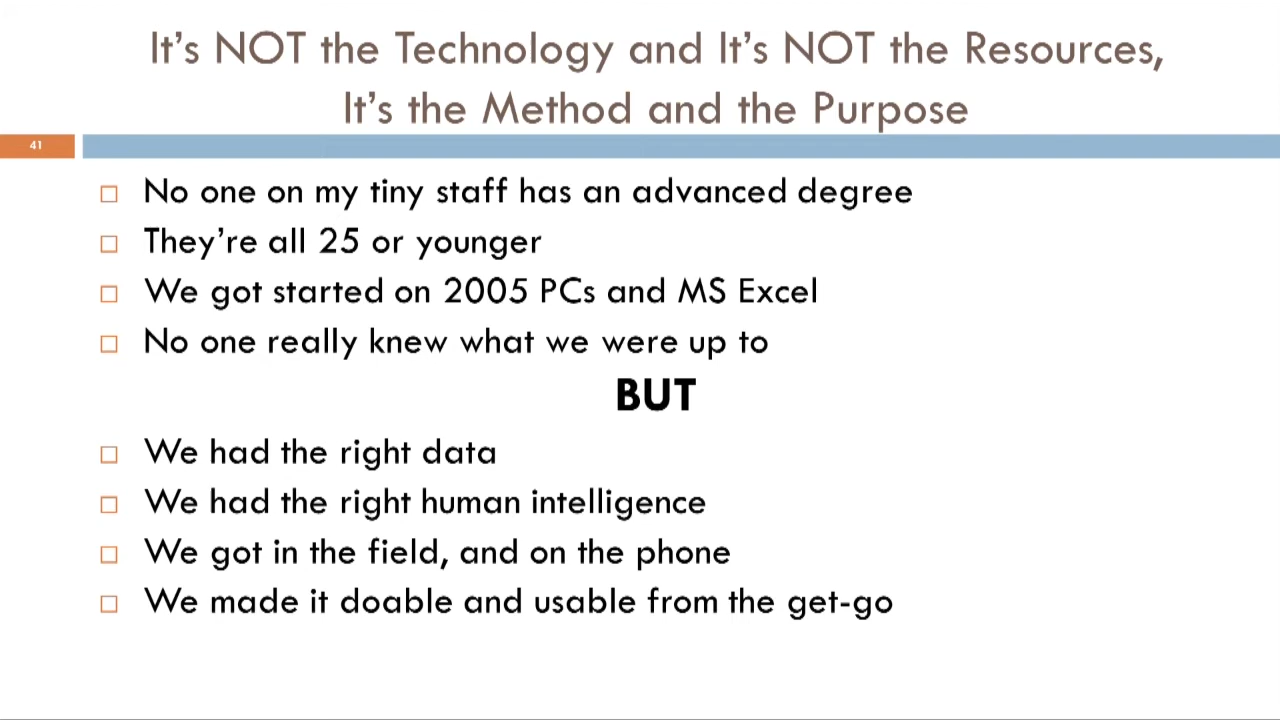 It's NOT the Technology and It's NOT the Resources,
It's the Method and the Purpose
41
No one on my tiny staff has an advanced degree
They're all 25 or younger
We got started on 2005 PCs and MS Excel
No one really knew what we were up to
BUT
We had the right data
We had the right human intelligence
We got in the field, and on the phone
We made it doable and usable from the get-go